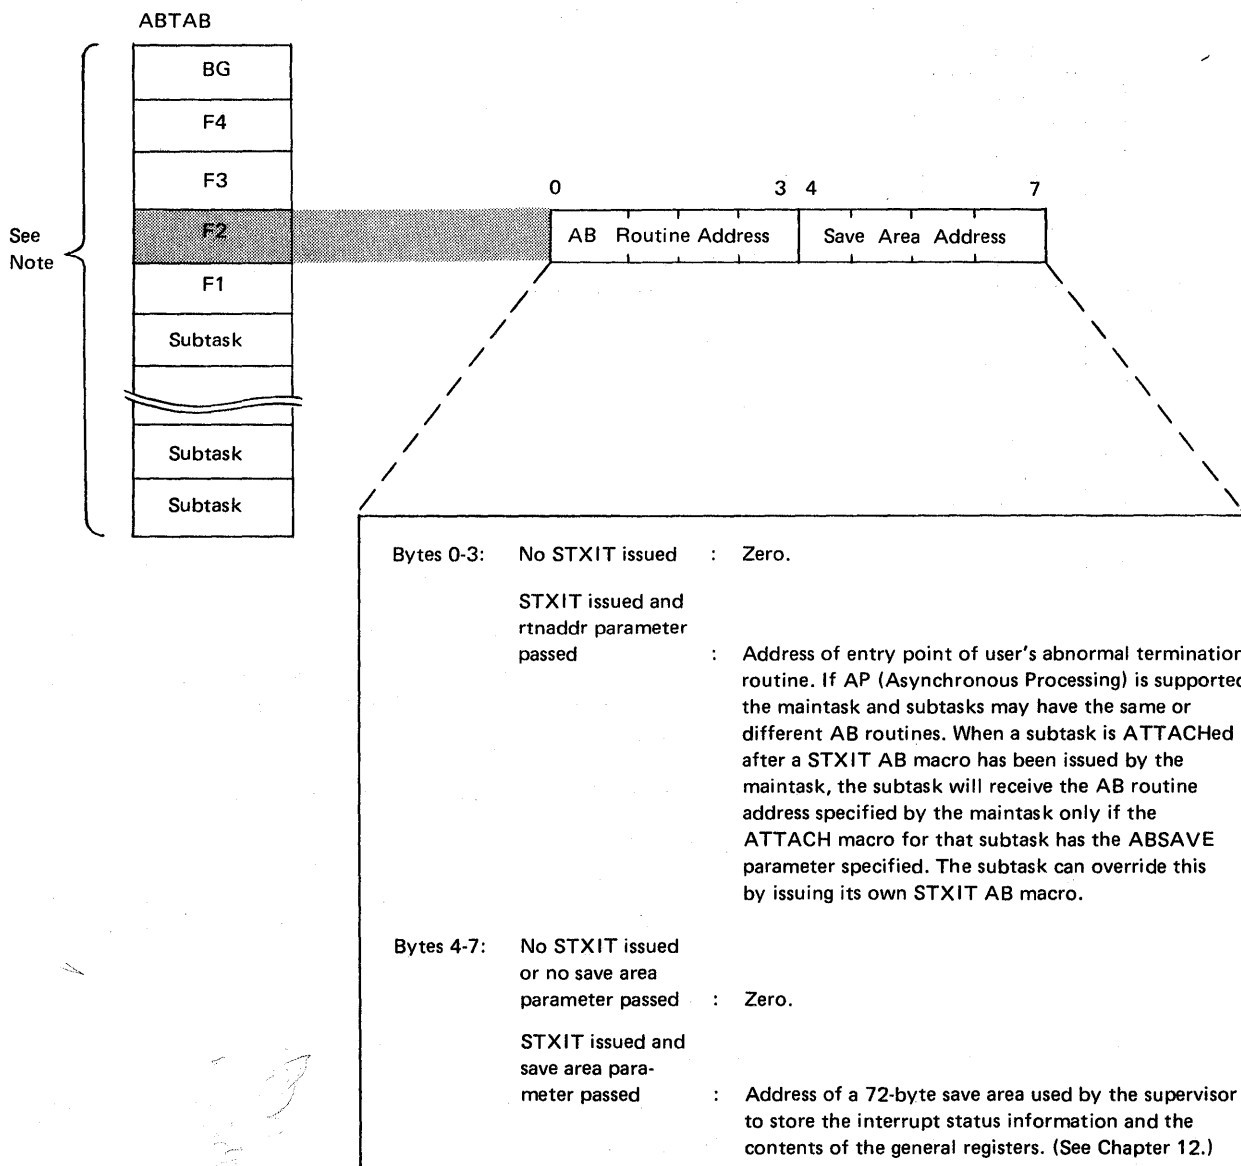 ABTAB
BG
F4
F3
F2
F1
Subtask
Subtask
Subtask
See
Note
0 3 4 7
AB Routine Address Save Area Address
Bytes 0-3: No STXIT issued : Zero.
STXIT issued and
rtnaddr parameter
passed : Address of entry point of user's abnormal termination
routine. If AP (Asynchronous Processing) is supported
the maintask and subtasks may have the same or
different AB routines. When a subtask is ATTACHed
after a STXIT AB macro has been issued by the
maintask, the subtask will receive the AB routine
address specified by the maintask only if the
ATTACH macro for that subtask has the ABSAVE
parameter specified. The subtask can override this
by issuing its own STXIT AB macro.
Bytes 4-7: No STXIT issued
or no save area
parameter passed : Zero.
STXIT issued and
save area para-
meter passed : Address of a 72-byte save area used by the supervisor
to store the interrupt status information and the
contents of the general registers. (See Chapter 12.)